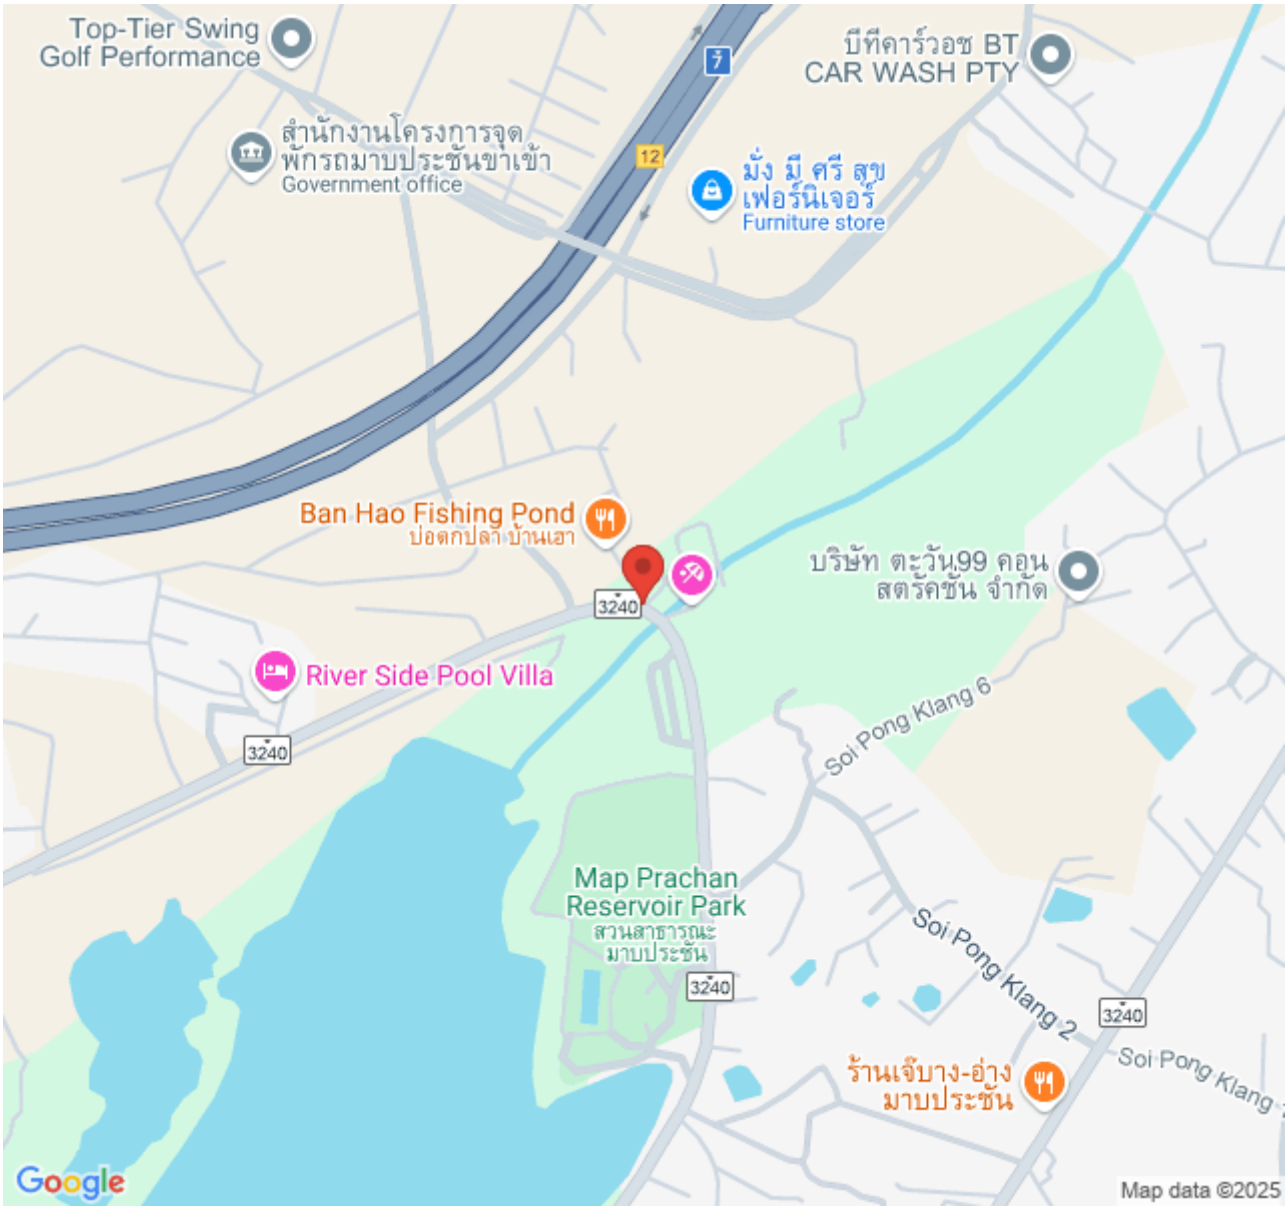 Top-Tier Swing
Golf Performance
7
บีทีคาร์วอช BT
CAR WASH PTY
สำนักงานโครงการจุด
พักรถมาบประชันขาเข้า
Government office
12
มั่ง มี ศรี สุข
เฟอร์นิเจอร์
Furniture store
Ban Hao Fishing Pond
บ่อตกปลา บ้านเฮา
3240
บริษัท ตะวัน99 คอน
สตรัคชั่น จำกัด
River Side Pool Villa
3240
Soi Pong Klang 6
Map Prachan
Reservoir Park
สวนสาธารณะ
มาบประชัน
Soi Pong Klang 2
3240
3240
Soi Pong Klang
ร้านเจ๊บาง-อ่าง
มาบประชัน
Google
Map data ©2025